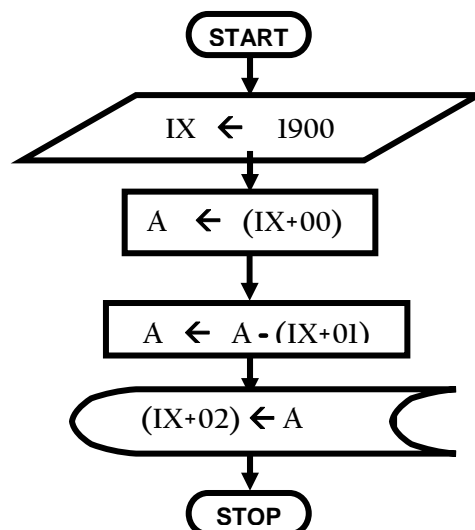 START
IX ← 1900
A ← (IX+00)
A ← A - (IX+01)
(IX+02) ← A
STOP